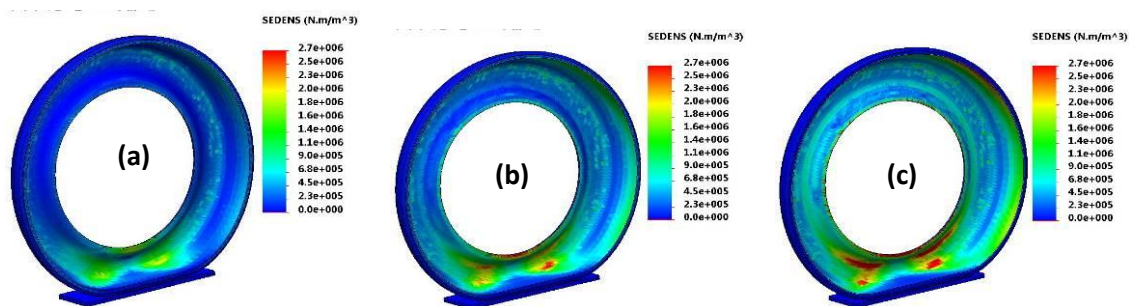 SEDENS (N.m/m^3)
2.7e+006
2.5e+006
2.3e+006
2.0e+006
1.8e+006
1.6e+006
1.4e+006
1.1e+006
9.0e+005
6.8e+005
4.5e+005
2.3e+005
0.0e+000
(a)
SEDENS (N.m/m^3)
2.7e+006
2.5e+006
2.3e+006
2.0e+006
1.8e+006
1.6e+006
1.4e+006
1.1e+006
9.0e+005
6.8e+005
4.5e+005
2.3e+005
0.0e+000
(b)
SEDENS (N.m/m^3)
2.7e+006
2.5e+006
2.3e+006
2.0e+006
1.8e+006
1.6e+006
1.4e+006
1.1e+006
9.0e+005
6.8e+005
4.5e+005
2.3e+005
0.0e+000
(c)